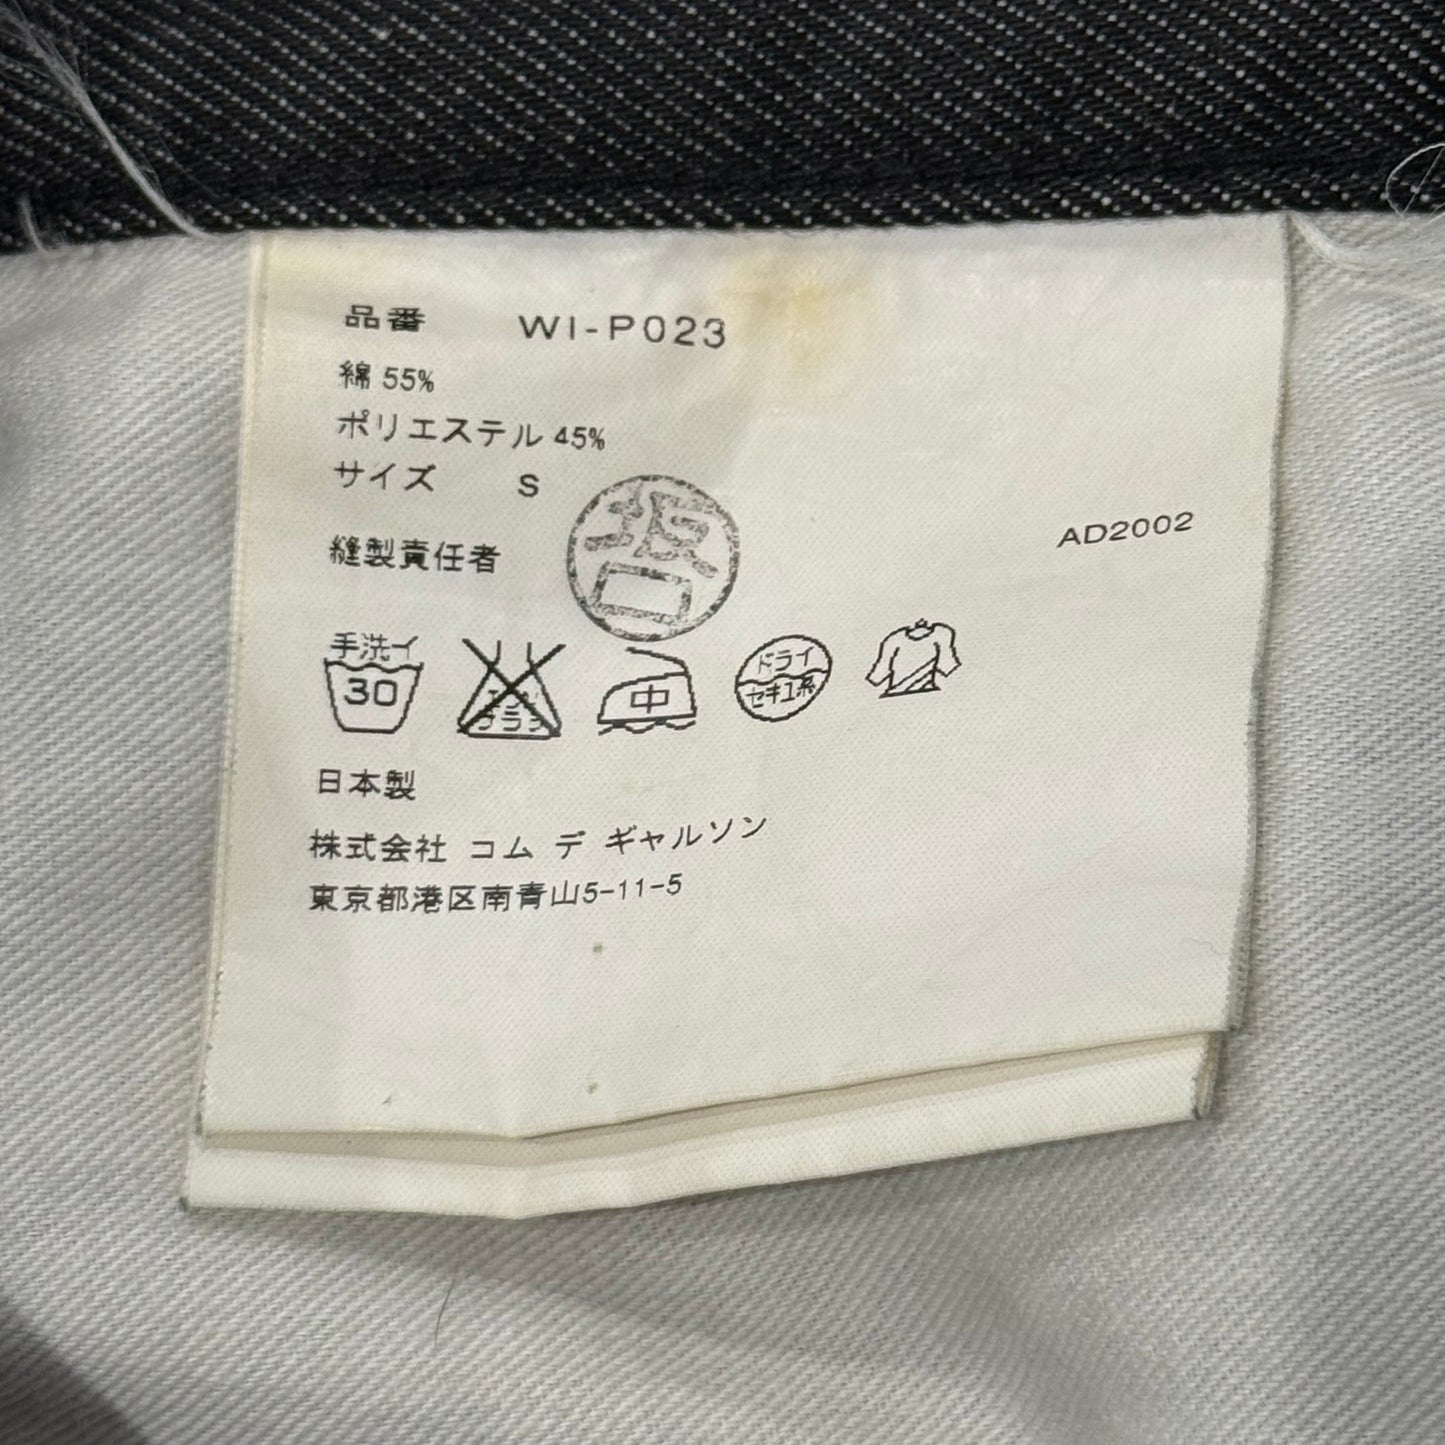 品番 WI-P023
綿 55%
ポリエステル 45%
サイズ S
AD2002
縫製責任者
手洗イ
30
中
ドライ
セキユ系
日本製
株式会社 コム デ ギャルソン
東京都港区南青山5-11-5